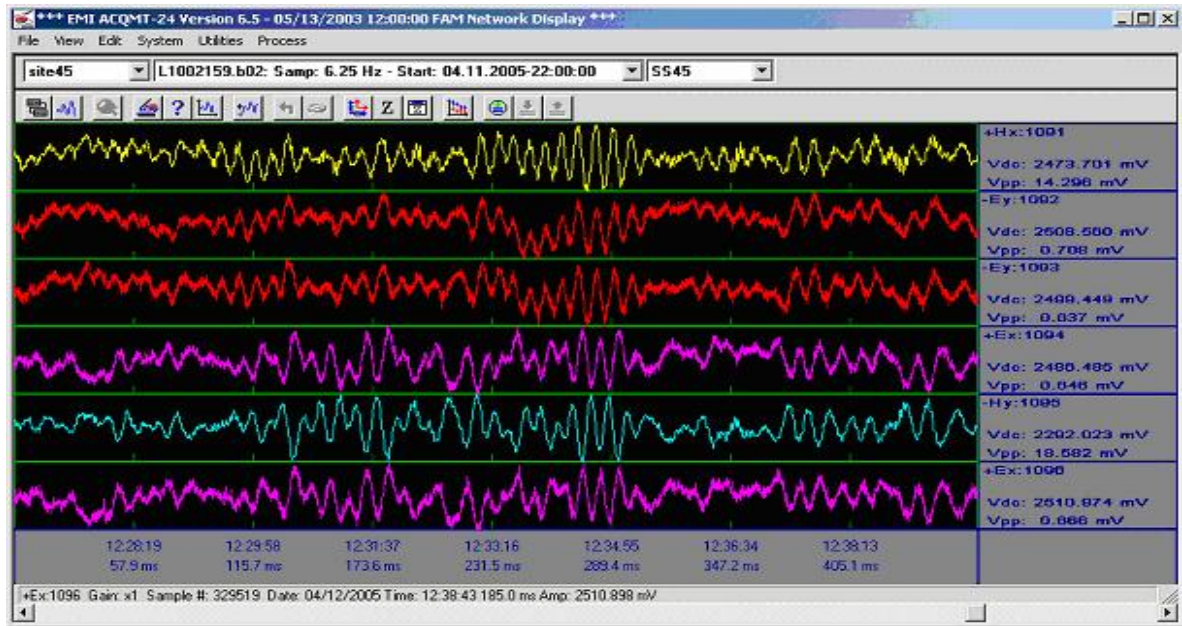 *** EMI ACQMT-24 Version 6.5 - 05/13/2003 12:00:00 FAM Network Display ***
File View Edit System Utilities Process
site45 L1002159.b02: Samp: 6.25 Hz - Start: 04.11.2005-22:00:00 SS45
? Z
+Hx:1091
Vdc: 2473.701 mV
Vpp: 14.296 mV
-Ey:1092
Vdc: 2508.560 mV
Vpp: 0.708 mV
-Ey:1093
Vdc: 2499.449 mV
Vpp: 0.637 mV
+Ex:1094
Vdc: 2486.485 mV
Vpp: 0.646 mV
-Hy:1095
Vdc: 2292.023 mV
Vpp: 18.582 mV
+Ex:1096
Vdc: 2510.874 mV
Vpp: 0.666 mV
12:28:19 12:29:58 12:31:37 12:33:16 12:34:55 12:36:34 12:38:13
57.9 ms 115.7 ms 173.6 ms 231.5 ms 289.4 ms 347.2 ms 405.1 ms
+Ex:1096 Gain: x1 Sample #: 329519 Date: 04/12/2005 Time: 12:38:43 185.0 ms Amp: 2510.898 mV